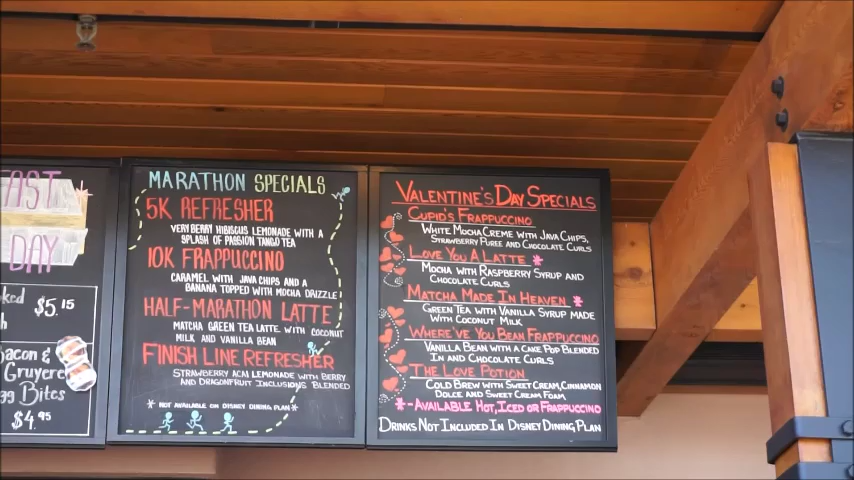 AST
DAY
ked $5.15
h
Bacon &
Gruyere
gg Bites
$4.95
MARATHON SPECIALS
5K REFRESHER
VERY BERRY HIBISCUS LEMONADE WITH A
SPLASH OF PASSION TANGO TEA
10K FRAPPUCCINO
CARAMEL WITH JAVA CHIPS AND A
BANANA TOPPED WITH MOCHA DRIZZLE
HALF-MARATHON LATTE
MATCHA GREEN TEA LATTE WITH COCONUT
MILK AND VANILLA BEAN
FINISH LINE REFRESHER
STRAWBERRY ACAI LEMONADE WITH BERRY
AND DRAGONFRUIT INCLUSIONS BLENDED
* NOT AVAILABLE ON DISNEY DINING PLAN *
VALENTINE'S DAY SPECIALS
CUPID'S FRAPPUCCINO
WHITE MOCHA CREME WITH JAVA CHIPS,
STRAWBERRY PUREE AND CHOCOLATE CURLS
LOVE YOU A LATTE *
MOCHA WITH RASPBERRY SYRUP AND
CHOCOLATE CURLS
MATCHA MADE IN HEAVEN *
GREEN TEA WITH VANILLA SYRUP MADE
WITH COCONUT MILK
WHERE'VE YOU BEAN FRAPPUCCINO
VANILLA BEAN WITH A CAKE POP BLENDED
IN AND CHOCOLATE CURLS
THE LOVE POTION
COLD BREW WITH SWEET CREAM, CINNAMON
DOLCE AND SWEET CREAM FOAM
*-AVAILABLE HOT, ICED OR FRAPPUCCINO
DRINKS NOT INCLUDED IN DISNEY DINING PLAN